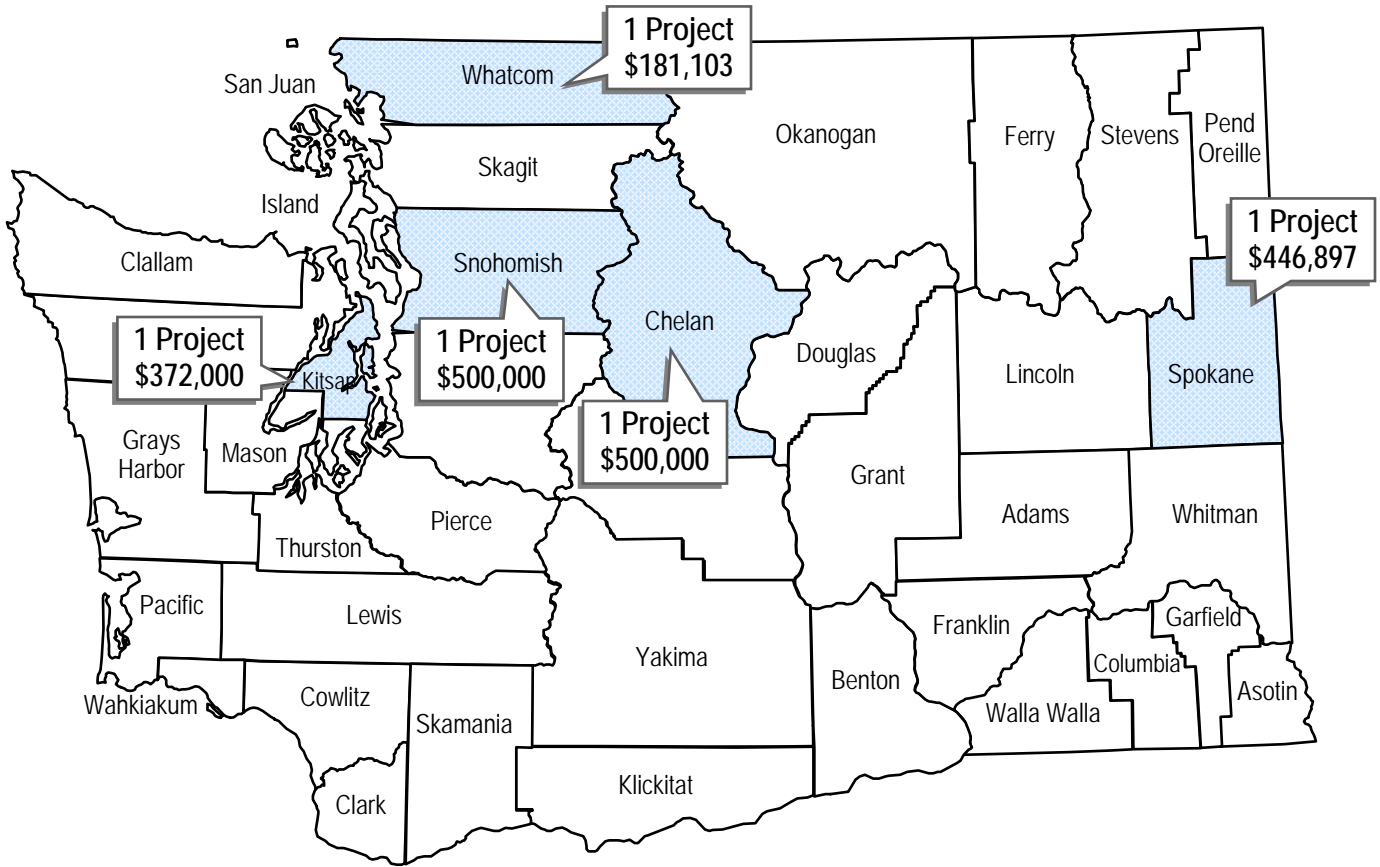 1 Project
$181,103
Whatcom
San Juan
Okanogan
Ferry
Stevens
Pend
Oreille
Skagit
Island
1 Project
$446,897
Clallam
Snohomish
Chelan
1 Project
$372,000
Kitsap
1 Project
$500,000
Douglas
Lincoln
Spokane
1 Project
$500,000
Grays
Harbor
Mason
Grant
Pierce
Adams
Whitman
Thurston
Pacific
Lewis
Franklin
Garfield
Yakima
Benton
Columbia
Wahkiakum
Cowlitz
Skamania
Walla Walla
Asotin
Klickitat
Clark